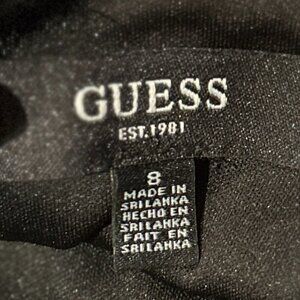 GUESS
EST.1981
8
MADE IN
SRILANKA
HECHO EN
SRILANKA
FAIT EN
SRILANKA